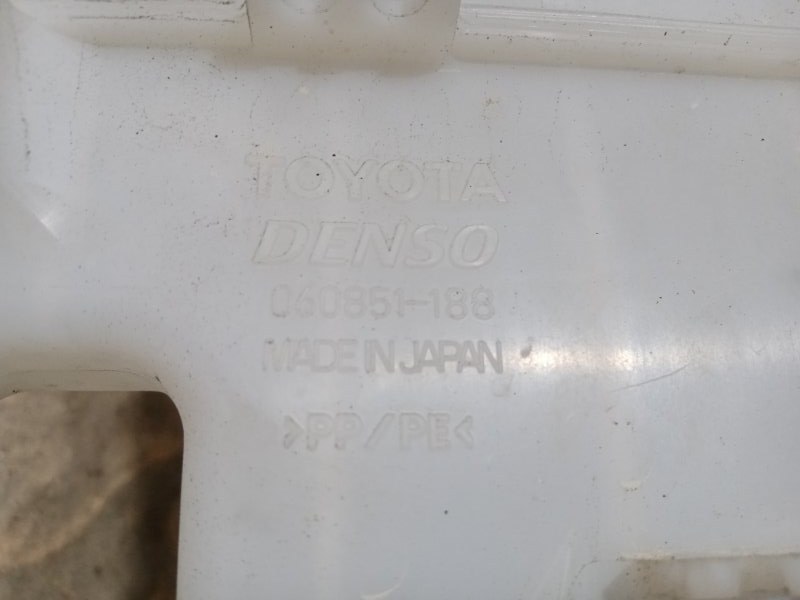 TOYOTA
DENSO
060851-188
MADE IN JAPAN
>PP/PE<